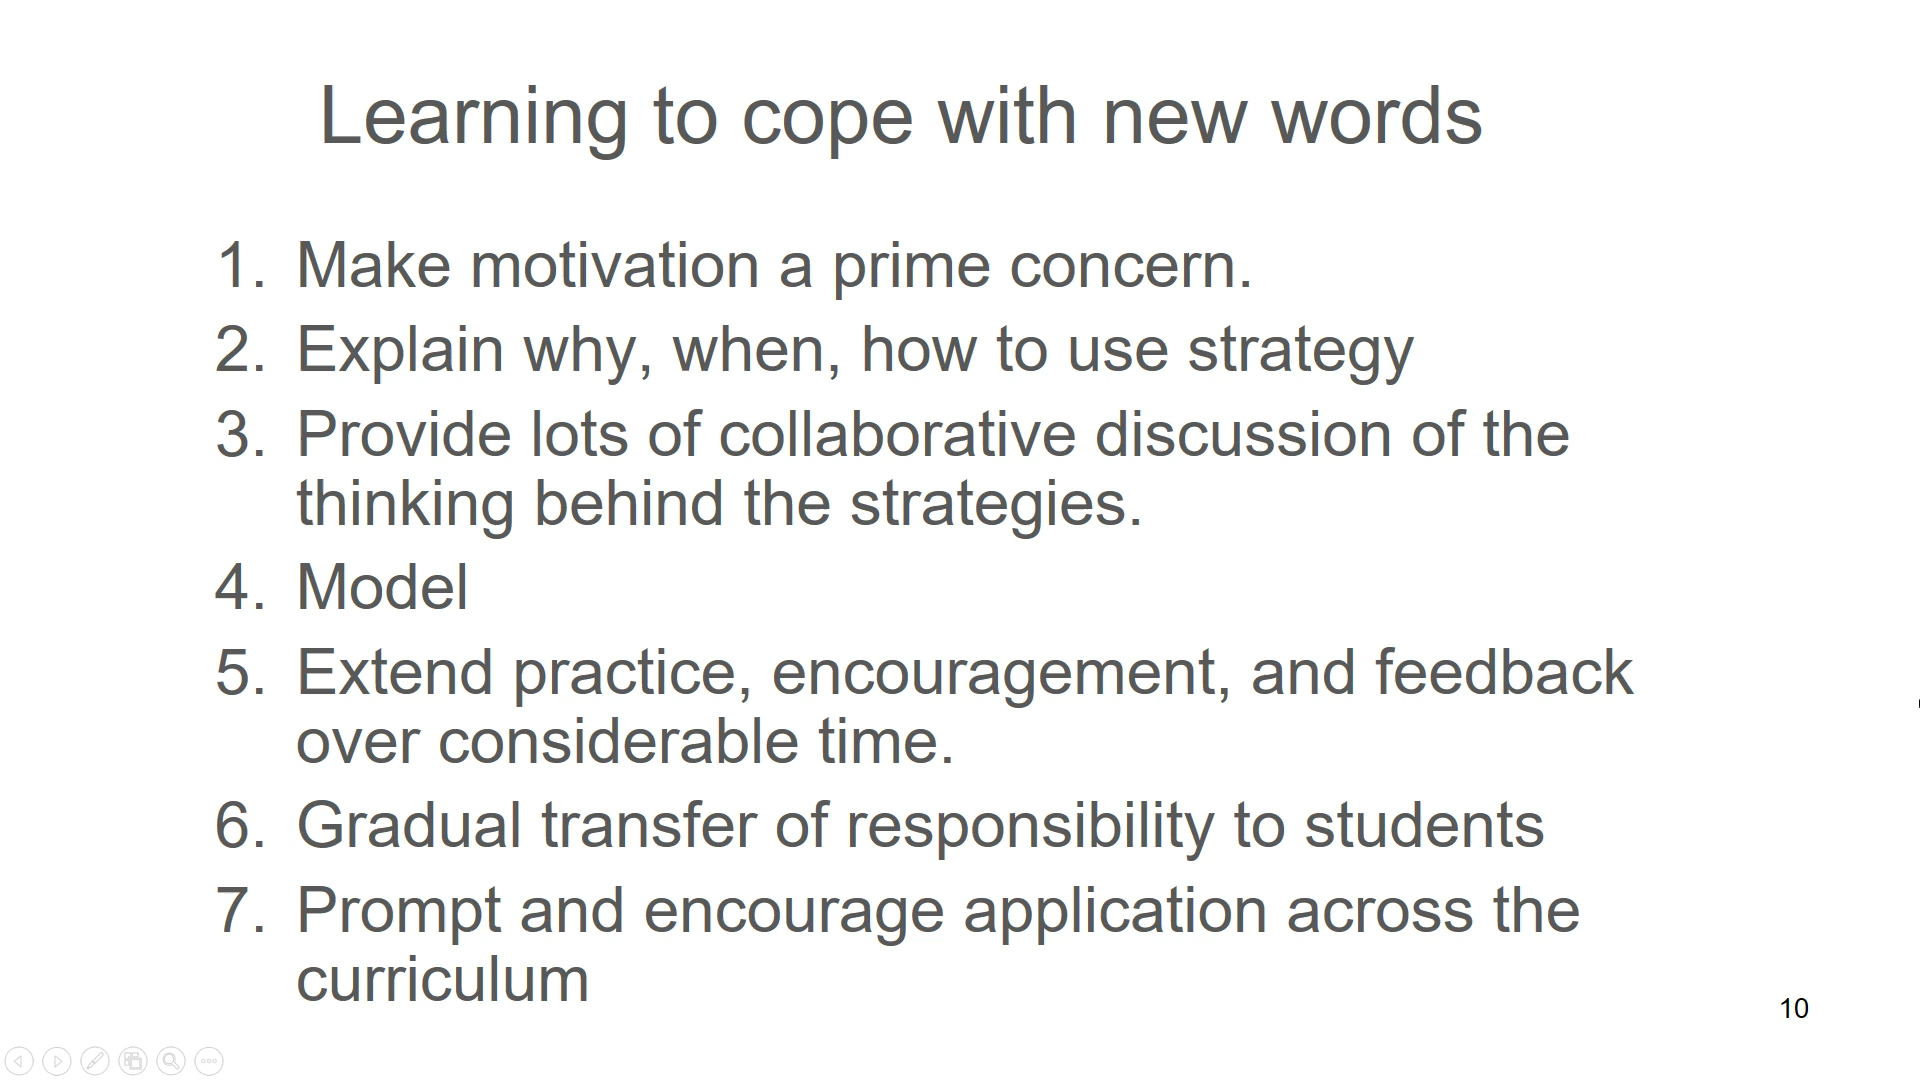 Learning to cope with new words
1. Make motivation a prime concern.
2. Explain why, when, how to use strategy
3. Provide lots of collaborative discussion of the
thinking behind the strategies.
4. Model
5. Extend practice, encouragement, and feedback
over considerable time.
6. Gradual transfer of responsibility to students
7. Prompt and encourage application across the
curriculum
10